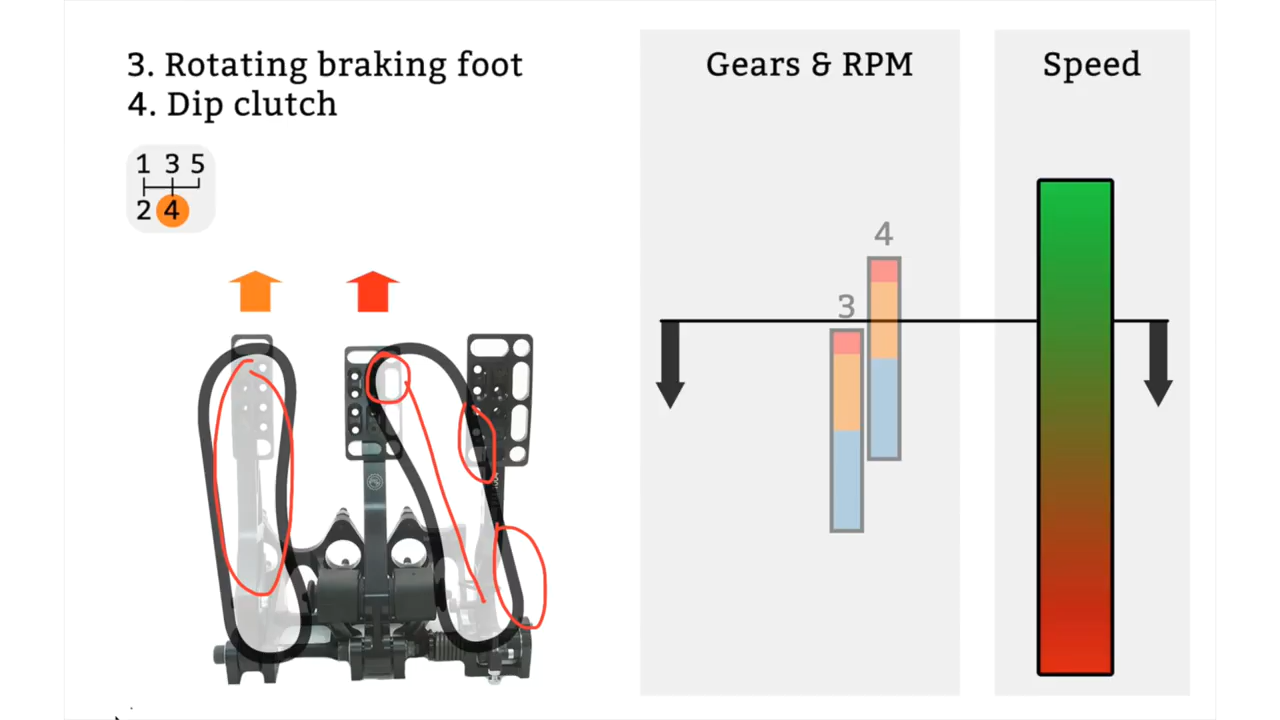 3. Rotating braking foot
4. Dip clutch
1 3 5
2 4
Gears & RPM
4
3
Speed